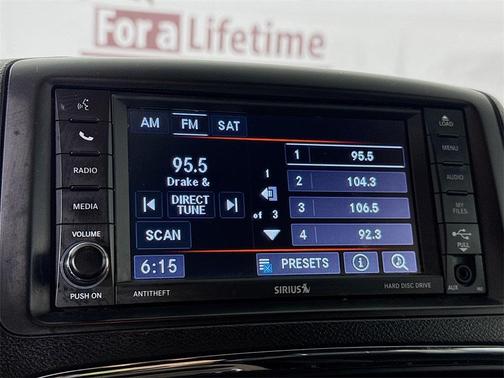 For a Lifetime
AM FM SAT
95.5
Drake &
DIRECT
TUNE
SCAN
6:15
1
of 3
1 95.5
2 104.3
3 106.5
4 92.3
PRESETS
RADIO
MEDIA
VOLUME
PUSH ON
LOAD
MENU
AUDIO
MY
FILES
PULL
AUX
ANTITHEFT
SIRIUS
HARD DISC DRIVE